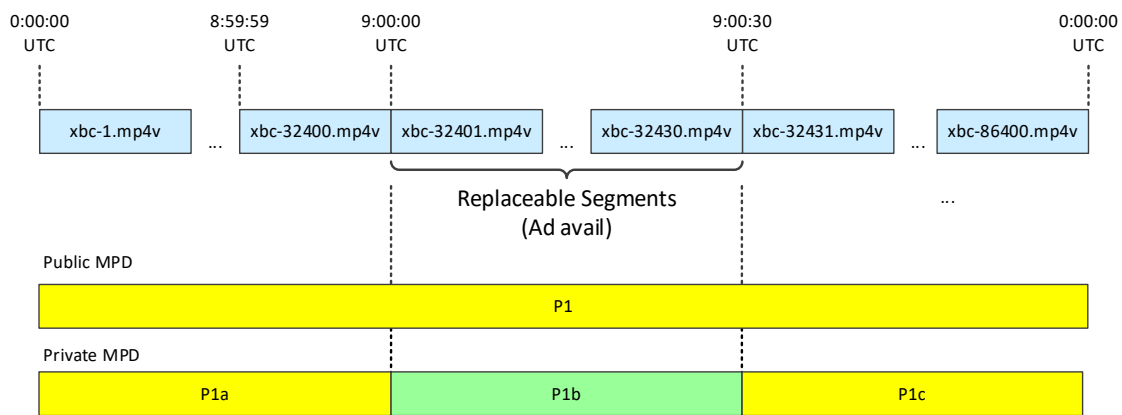 0:00:00 8:59:59 9:00:00 9:00:30 0:00:00
UTC UTC UTC UTC UTC
xbc-1.mp4v ... xbc-32400.mp4v xbc-32401.mp4v ... xbc-32430.mp4v xbc-32431.mp4v ... xbc-86400.mp4v
Replaceable Segments ...
(Ad avail)
Public MPD
P1
Private MPD
P1a P1b P1c